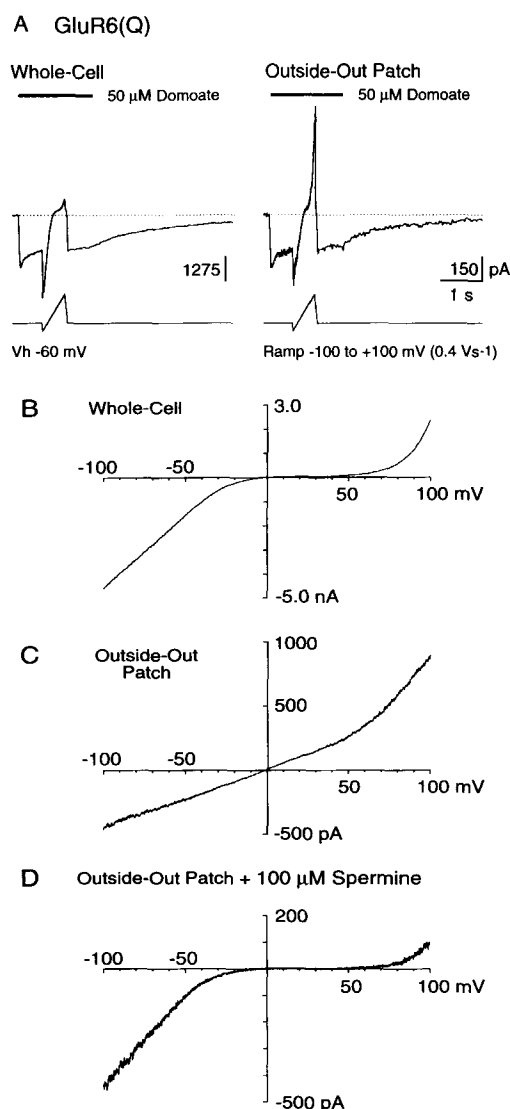 A GluR6(Q)
Whole-Cell
50 μM Domoate
Outside-Out Patch
50 μM Domoate
1275
150 pA
1 s
Vh -60 mV
Ramp -100 to +100 mV (0.4 Vs-1)
B Whole-Cell
3.0
-100 -50
50 100 mV
-5.0 nA
C Outside-Out
Patch
1000
500
-100 -50
50 100 mV
-500 pA
D Outside-Out Patch + 100 μM Spermine
200
-100 -50
50 100 mV
-500 pA